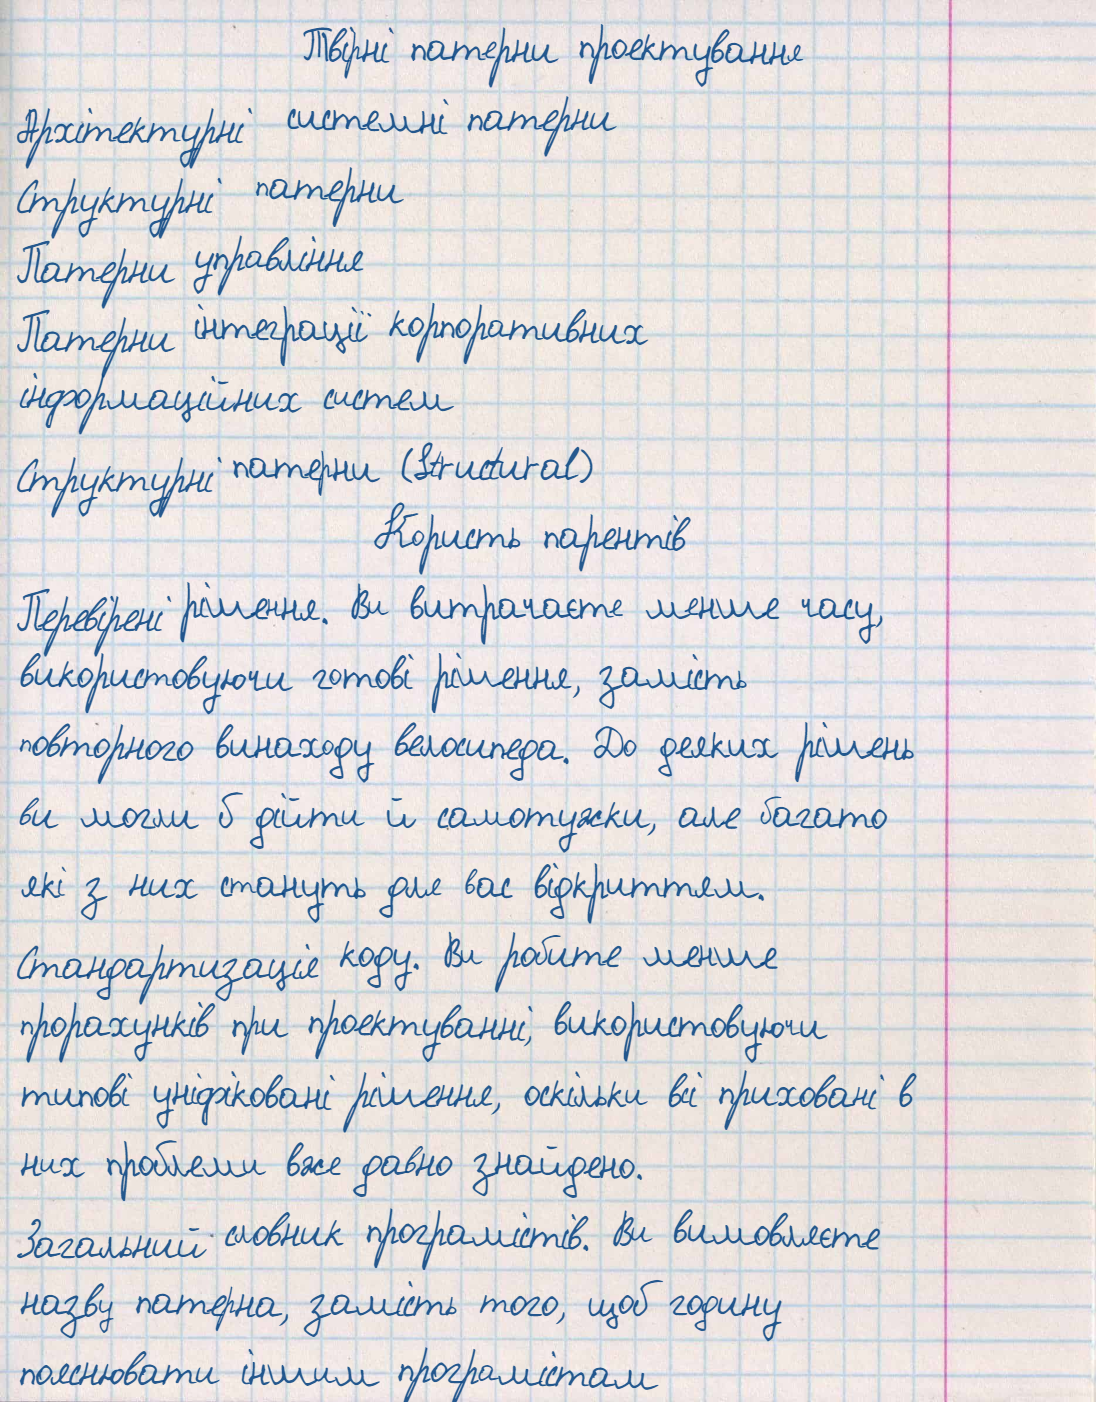 Твірні патерни проектування
Архітектурні системні патерни
Структурні патерни
Патерни управління
Патерни інтеграції корпоративних
інформаційних систем
Структурні патерни (Structural)
Користь парентів
Перевірені рішення. Ви витрачаєте менше часу,
використовуючи готові рішення, замість
повторного винаходу велосипеда. До деяких рішень
ви могли б дійти й самотужки, але багато
які з них стануть для вас відкриттям.
Стандартизація коду. Ви робите менше
прорахунків при проектуванні, використовуючи
типові уніфіковані рішення, оскільки всі приховані в
них проблеми вже давно знайдено.
Загальний словник програмістів. Ви вимовляєте
назву патерна, замість того, щоб годину
пояснювати іншим програмістам